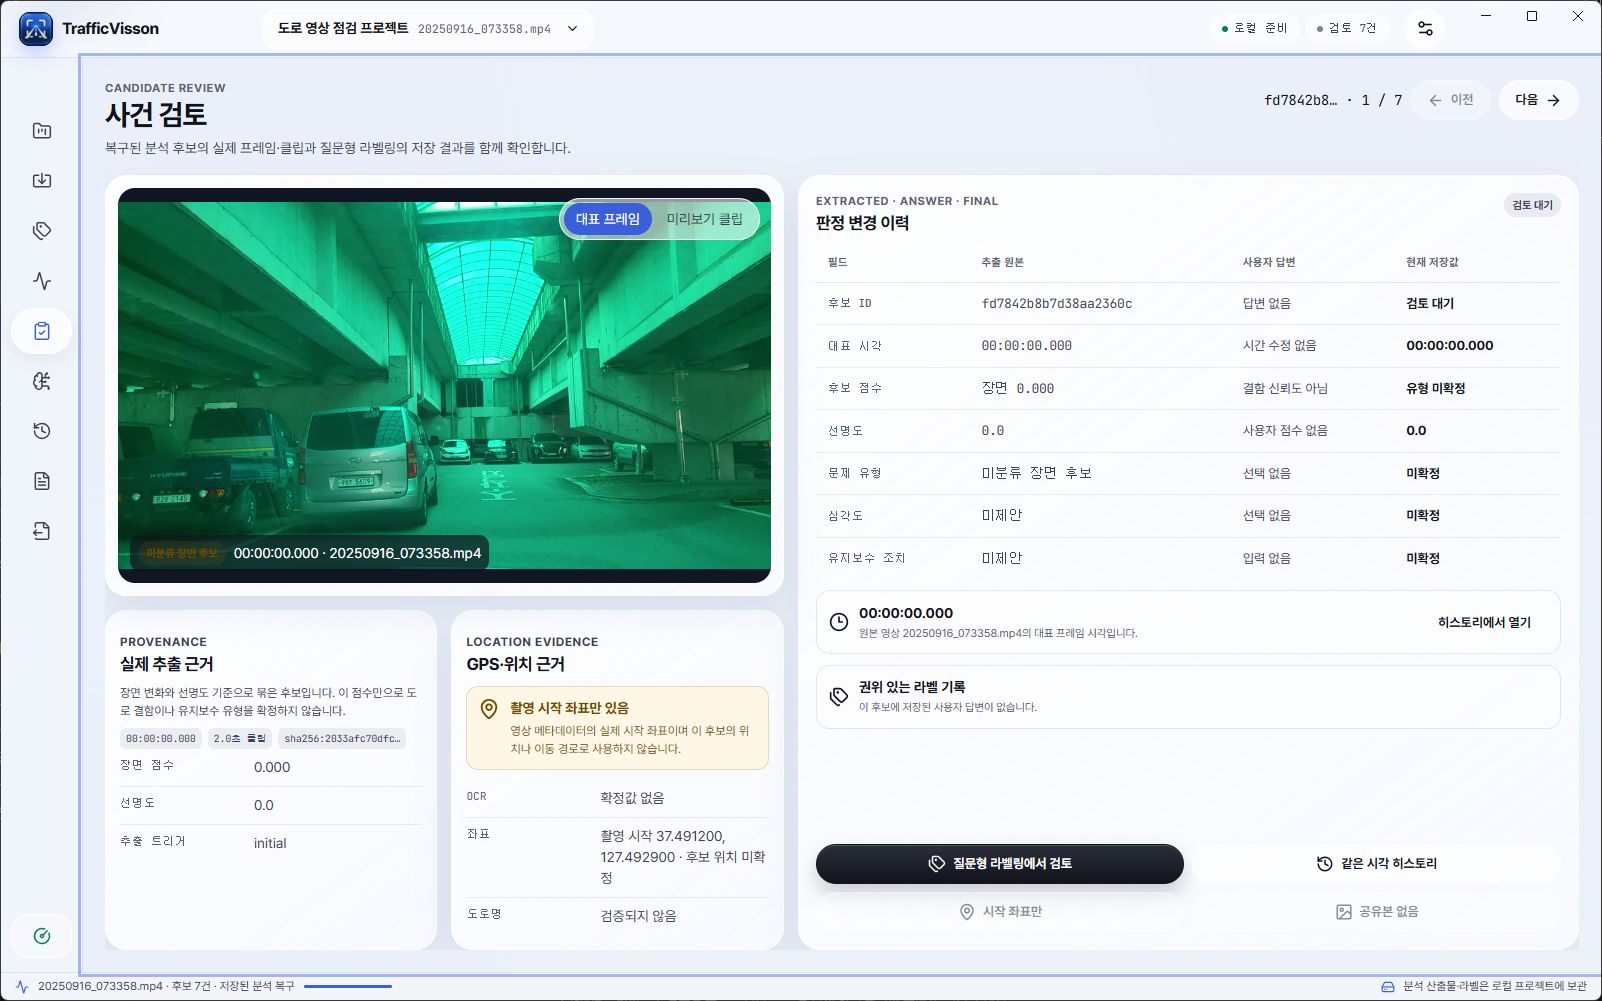 TrafficVisson
도로 영상 점검 프로젝트 20250916_073358.mp4
로컬 준비
검토 7건
CANDIDATE REVIEW
사건 검토
복구된 분석 후보의 실제 프레임·클립과 질문형 라벨링의 저장 결과를 함께 확인합니다.
fd7842b8… · 1 / 7
이전
다음
대표 프레임
미리보기 클립
HYUNDAI
미분류 장면 후보 00:00:00.000 · 20250916_073358.mp4
PROVENANCE
실제 추출 근거
장면 변화와 선명도 기준으로 묶은 후보입니다. 이 점수만으로 도
로 결함이나 유지보수 유형을 확정하지 않습니다.
00:00:00.000 2.0초 클립 sha256:2033afc70dfc…
장면 점수 0.000
선명도 0.0
추출 트리거 initial
LOCATION EVIDENCE
GPS·위치 근거
촬영 시작 좌표만 있음
영상 메타데이터의 실제 시작 좌표이며 이 후보의 위
치나 이동 경로로 사용하지 않습니다.
OCR 확정값 없음
좌표 촬영 시작 37.491200,
127.492900 · 후보 위치 미확
정
도로명 검증되지 않음
EXTRACTED · ANSWER · FINAL
판정 변경 이력
검토 대기
필드 추출 원본 사용자 답변 현재 저장값
후보 ID fd7842b8b7d38aa2360c 답변 없음 검토 대기
대표 시각 00:00:00.000 시간 수정 없음 00:00:00.000
후보 점수 장면 0.000 결함 신뢰도 아님 유형 미확정
선명도 0.0 사용자 점수 없음 0.0
문제 유형 미분류 장면 후보 선택 없음 미확정
심각도 미제안 선택 없음 미확정
유지보수 조치 미제안 입력 없음 미확정
00:00:00.000
원본 영상 20250916_073358.mp4의 대표 프레임 시각입니다.
히스토리에서 열기
권위 있는 라벨 기록
이 후보에 저장된 사용자 답변이 없습니다.
질문형 라벨링에서 검토
같은 시각 히스토리
시작 좌표만
공유본 없음
20250916_073358.mp4 · 후보 7건 · 저장된 분석 복구
분석 산출물·라벨은 로컬 프로젝트에 보관